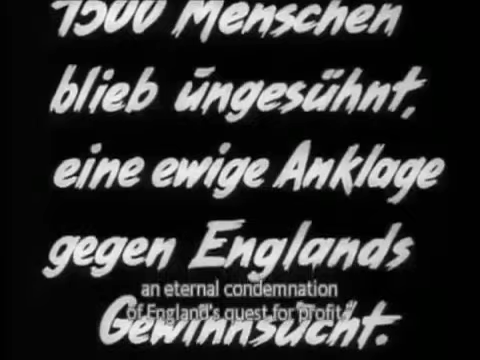 1500 Menschen
blieb ungesühnt,
eine ewige Anklage
gegen Englands
an eternal condemnation
of England's quest for profit."
Gewinnsucht.